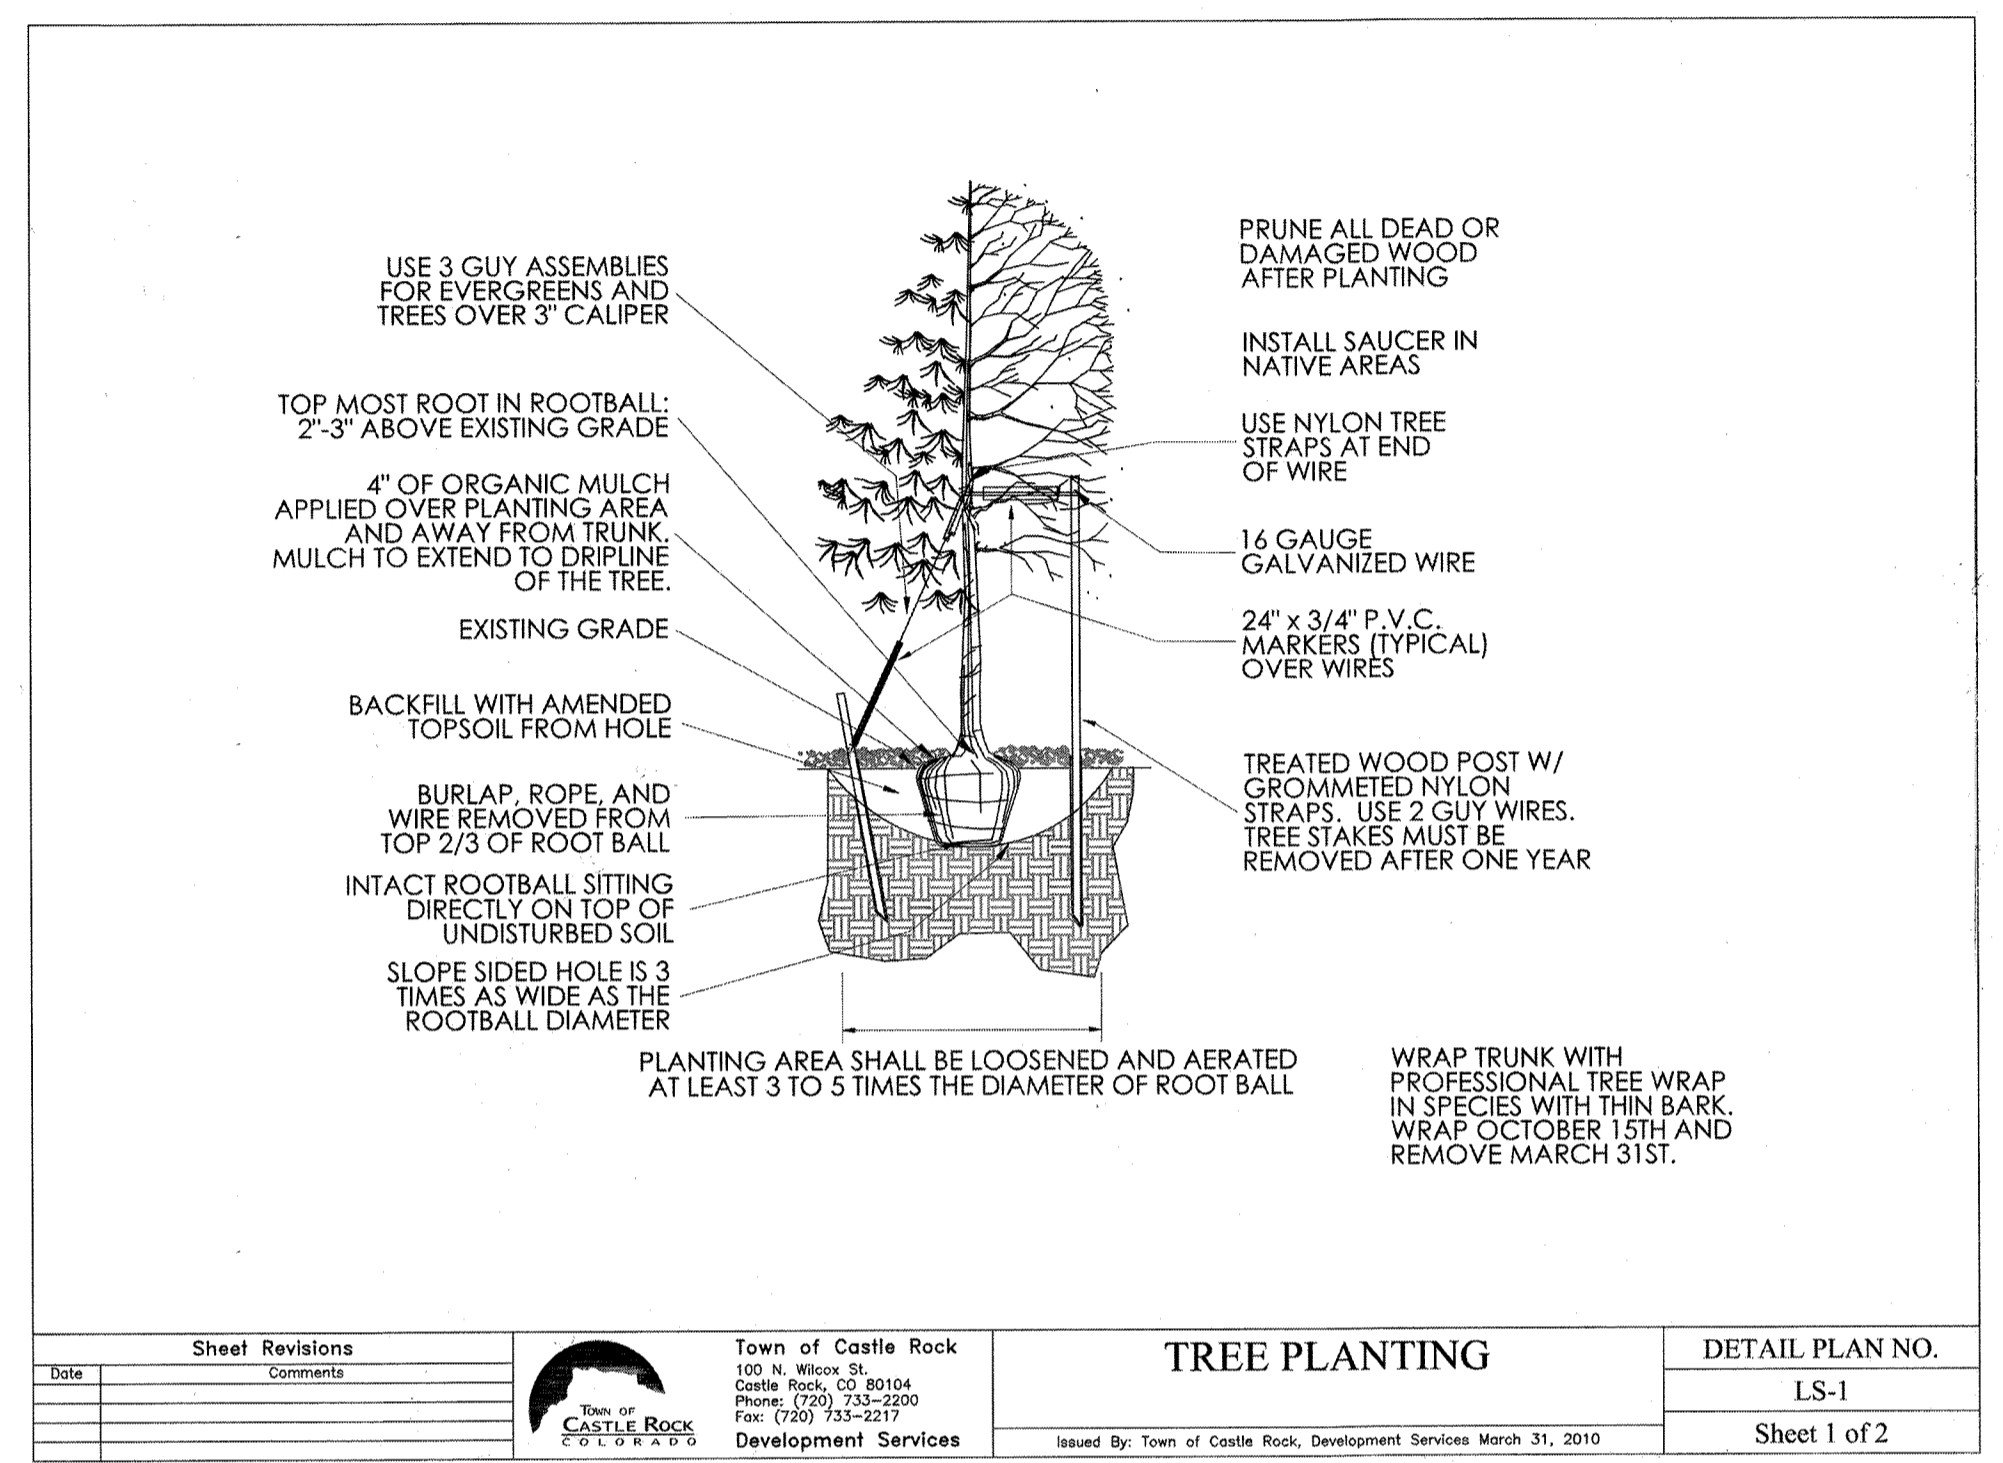 USE 3 GUY ASSEMBLIES
FOR EVERGREENS AND
TREES OVER 3" CALIPER
TOP MOST ROOT IN ROOTBALL:
2"-3" ABOVE EXISTING GRADE
4" OF ORGANIC MULCH
APPLIED OVER PLANTING AREA
AND AWAY FROM TRUNK.
MULCH TO EXTEND TO DRIPLINE
OF THE TREE.
EXISTING GRADE
BACKFILL WITH AMENDED
TOPSOIL FROM HOLE
BURLAP, ROPE, AND
WIRE REMOVED FROM
TOP 2/3 OF ROOT BALL
INTACT ROOTBALL SITTING
DIRECTLY ON TOP OF
UNDISTURBED SOIL
SLOPE SIDED HOLE IS 3
TIMES AS WIDE AS THE
ROOTBALL DIAMETER
PRUNE ALL DEAD OR
DAMAGED WOOD
AFTER PLANTING
INSTALL SAUCER IN
NATIVE AREAS
USE NYLON TREE
STRAPS AT END
OF WIRE
16 GAUGE
GALVANIZED WIRE
24" x 3/4" P.V.C.
MARKERS (TYPICAL)
OVER WIRES
TREATED WOOD POST W/
GROMMETED NYLON
STRAPS. USE 2 GUY WIRES.
TREE STAKES MUST BE
REMOVED AFTER ONE YEAR
PLANTING AREA SHALL BE LOOSENED AND AERATED
AT LEAST 3 TO 5 TIMES THE DIAMETER OF ROOT BALL
WRAP TRUNK WITH
PROFESSIONAL TREE WRAP
IN SPECIES WITH THIN BARK.
WRAP OCTOBER 15TH AND
REMOVE MARCH 31ST.
Sheet Revisions
Date Comments
TOWN OF
CASTLE ROCK
COLORADO
Town of Castle Rock
100 N. Wilcox St.
Castle Rock, CO 80104
Phone: (720) 733-2200
Fax: (720) 733-2217
Development Services
TREE PLANTING
Issued By: Town of Castle Rock, Development Services March 31, 2010
DETAIL PLAN NO.
LS-1
Sheet 1 of 2